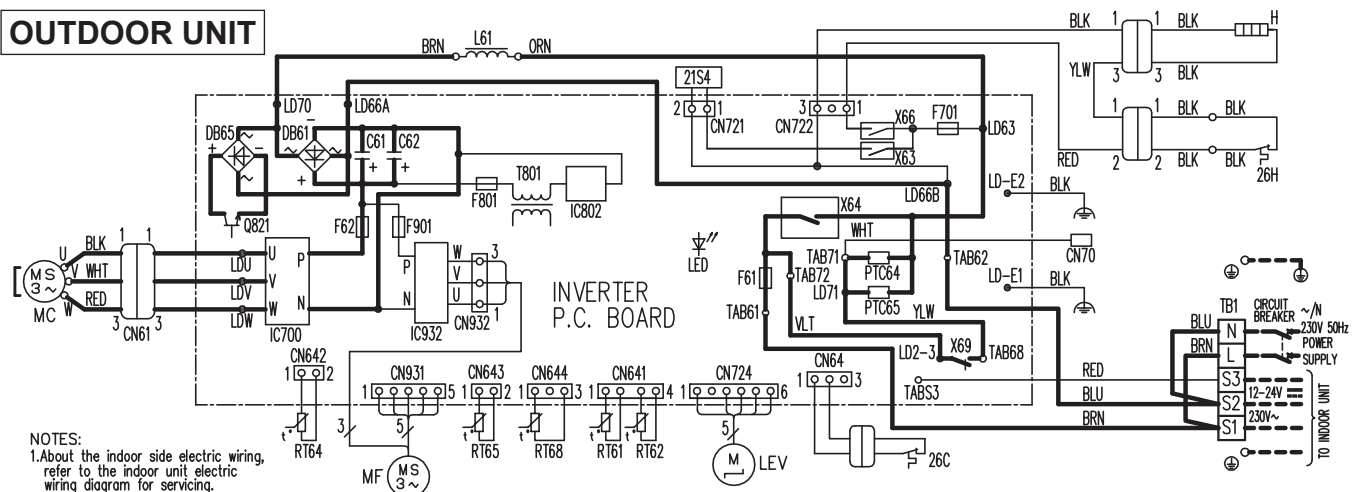 OUTDOOR UNIT
BRN L61 ORN
BLK 1 1 BLK H
YLW
3 3 BLK
21S4
2 1
CN721
3 1
CN722
X66
F701
LD63
X63
1 1 BLK BLK
RED
2 2 BLK BLK
26H
LD70
LD66A
DB65
+ - ~ ~
DB61
- ~ ~ +
C61
+
C62
+
Q821
F801
T801
IC802
F62
F901
LD66B
LD-E2
BLK
X64
WHT
CN70
LED
TAB71
TAB72
PTC64
LD71
PTC65
TAB62
LD-E1
BLK
F61
TAB61
VLT
YLW
LD2-3
X69
TAB68
U BLK 1 1
V WHT
W RED 3 3
MS
3~
MC
CN61
LDU
LDV
LDW
U
V
W
P
N
IC700
P
N
W
V
U
IC932
3
1
CN932
INVERTER
P.C. BOARD
TB1
N
L
S3
S2
S1
BLU
BRN
CIRCUIT
BREAKER
~/N
230V 50Hz
POWER
SUPPLY
RED
BLU
BRN
12-24V
230V~
TO INDOOR UNIT
CN642
1 2
CN931
1 5
CN643
1 2
CN644
1 3
CN641
1 4
CN724
1 6
CN64
1 3
TABS3
t°
RT64
3
5
MF
MS
3~
t°
RT65
t°
RT68
t°
RT61
t°
RT62
5
M
LEV
26C
NOTES:
1.About the indoor side electric wiring,
refer to the indoor unit electric
wiring diagram for servicing.